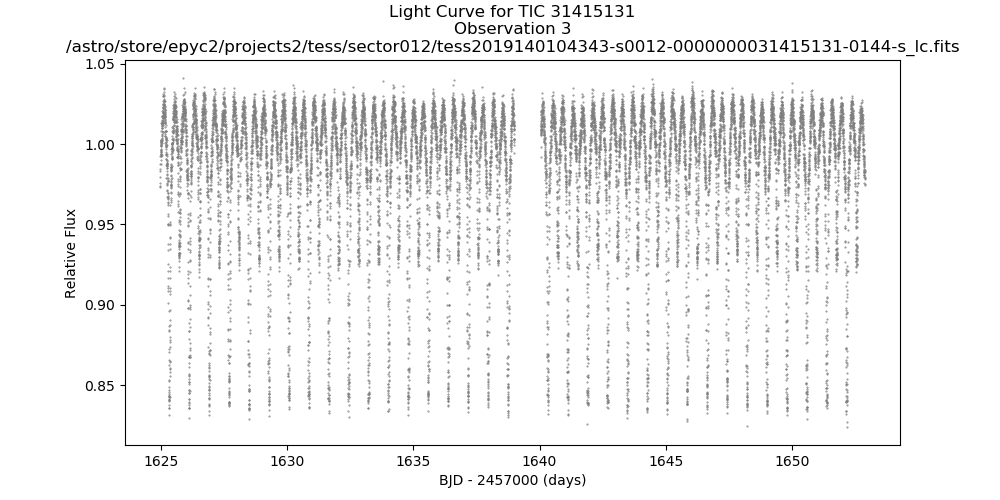 Light Curve for TIC 31415131
Observation 3
/astro/store/epyc2/projects2/tess/sector012/tess2019140104343-s0012-0000000031415131-0144-s_lc.fits
1.05
1.00
0.95
0.90
0.85
Relative Flux
1625 1630 1635 1640 1645 1650
BJD - 2457000 (days)